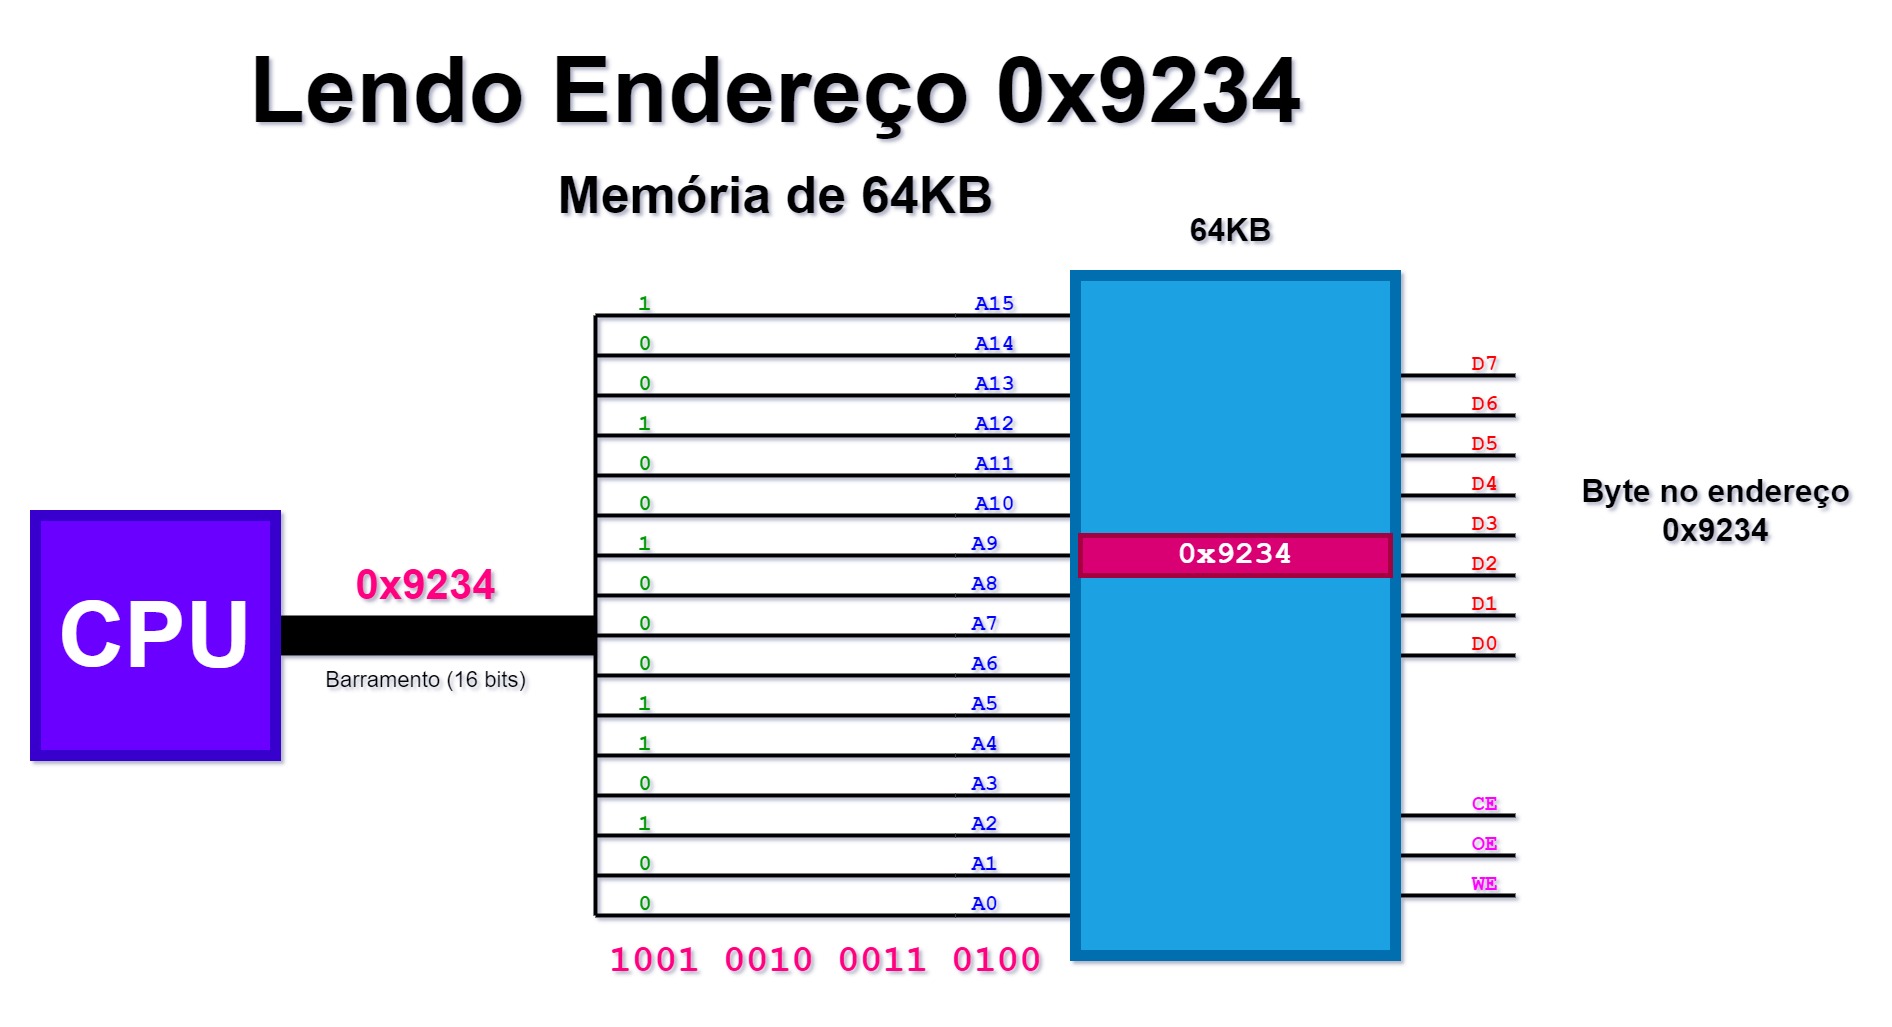 Lendo Endereço 0x9234
Memória de 64KB
64KB
1 A15
0 A14
0 A13
1 A12
0 A11
0 A10
1 A9
0 A8
0 A7
0 A6
1 A5
1 A4
0 A3
1 A2
0 A1
0 A0
1001 0010 0011 0100
CPU
0x9234
Barramento (16 bits)
0x9234
D7
D6
D5
D4
D3
D2
D1
D0
CE
OE
WE
Byte no endereço
0x9234